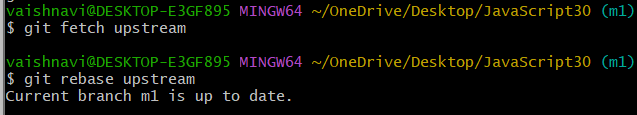 vaishnavi@DESKTOP-E3GF895 MINGW64 ~/OneDrive/Desktop/JavaScript30 (m1)
$ git fetch upstream
vaishnavi@DESKTOP-E3GF895 MINGW64 ~/OneDrive/Desktop/JavaScript30 (m1)
$ git rebase upstream
Current branch m1 is up to date.